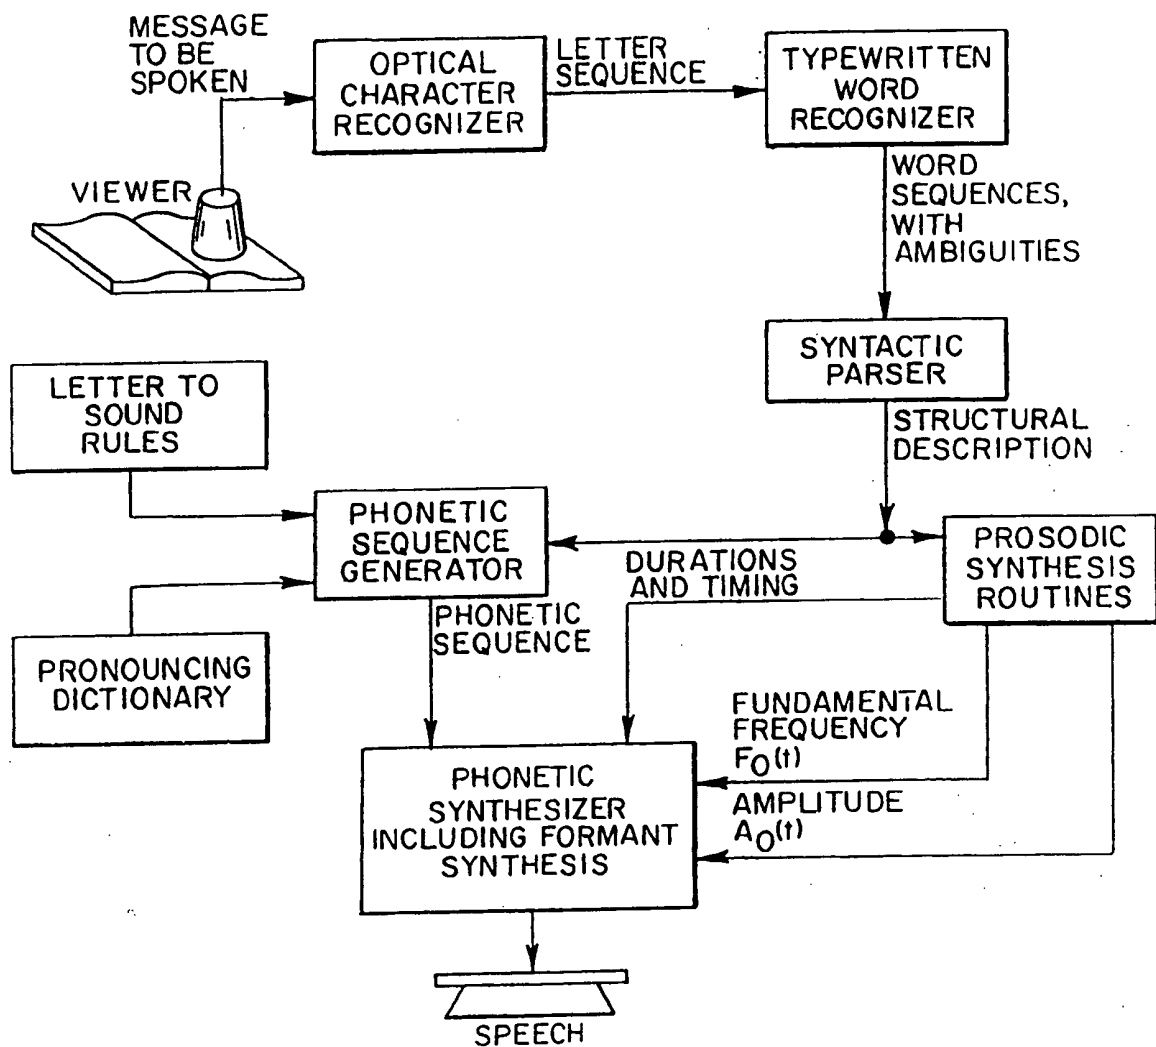 MESSAGE
TO BE
SPOKEN
OPTICAL
CHARACTER
RECOGNIZER
LETTER
SEQUENCE
TYPEWRITTEN
WORD
RECOGNIZER
VIEWER
WORD
SEQUENCES,
WITH
AMBIGUITIES
SYNTACTIC
PARSER
STRUCTURAL
DESCRIPTION
LETTER TO
SOUND
RULES
PHONETIC
SEQUENCE
GENERATOR
DURATIONS
AND TIMING
PROSODIC
SYNTHESIS
ROUTINES
PHONETIC
SEQUENCE
PRONOUNCING
DICTIONARY
FUNDAMENTAL
FREQUENCY
F0(t)
AMPLITUDE
A0(t)
PHONETIC
SYNTHESIZER
INCLUDING FORMANT
SYNTHESIS
SPEECH